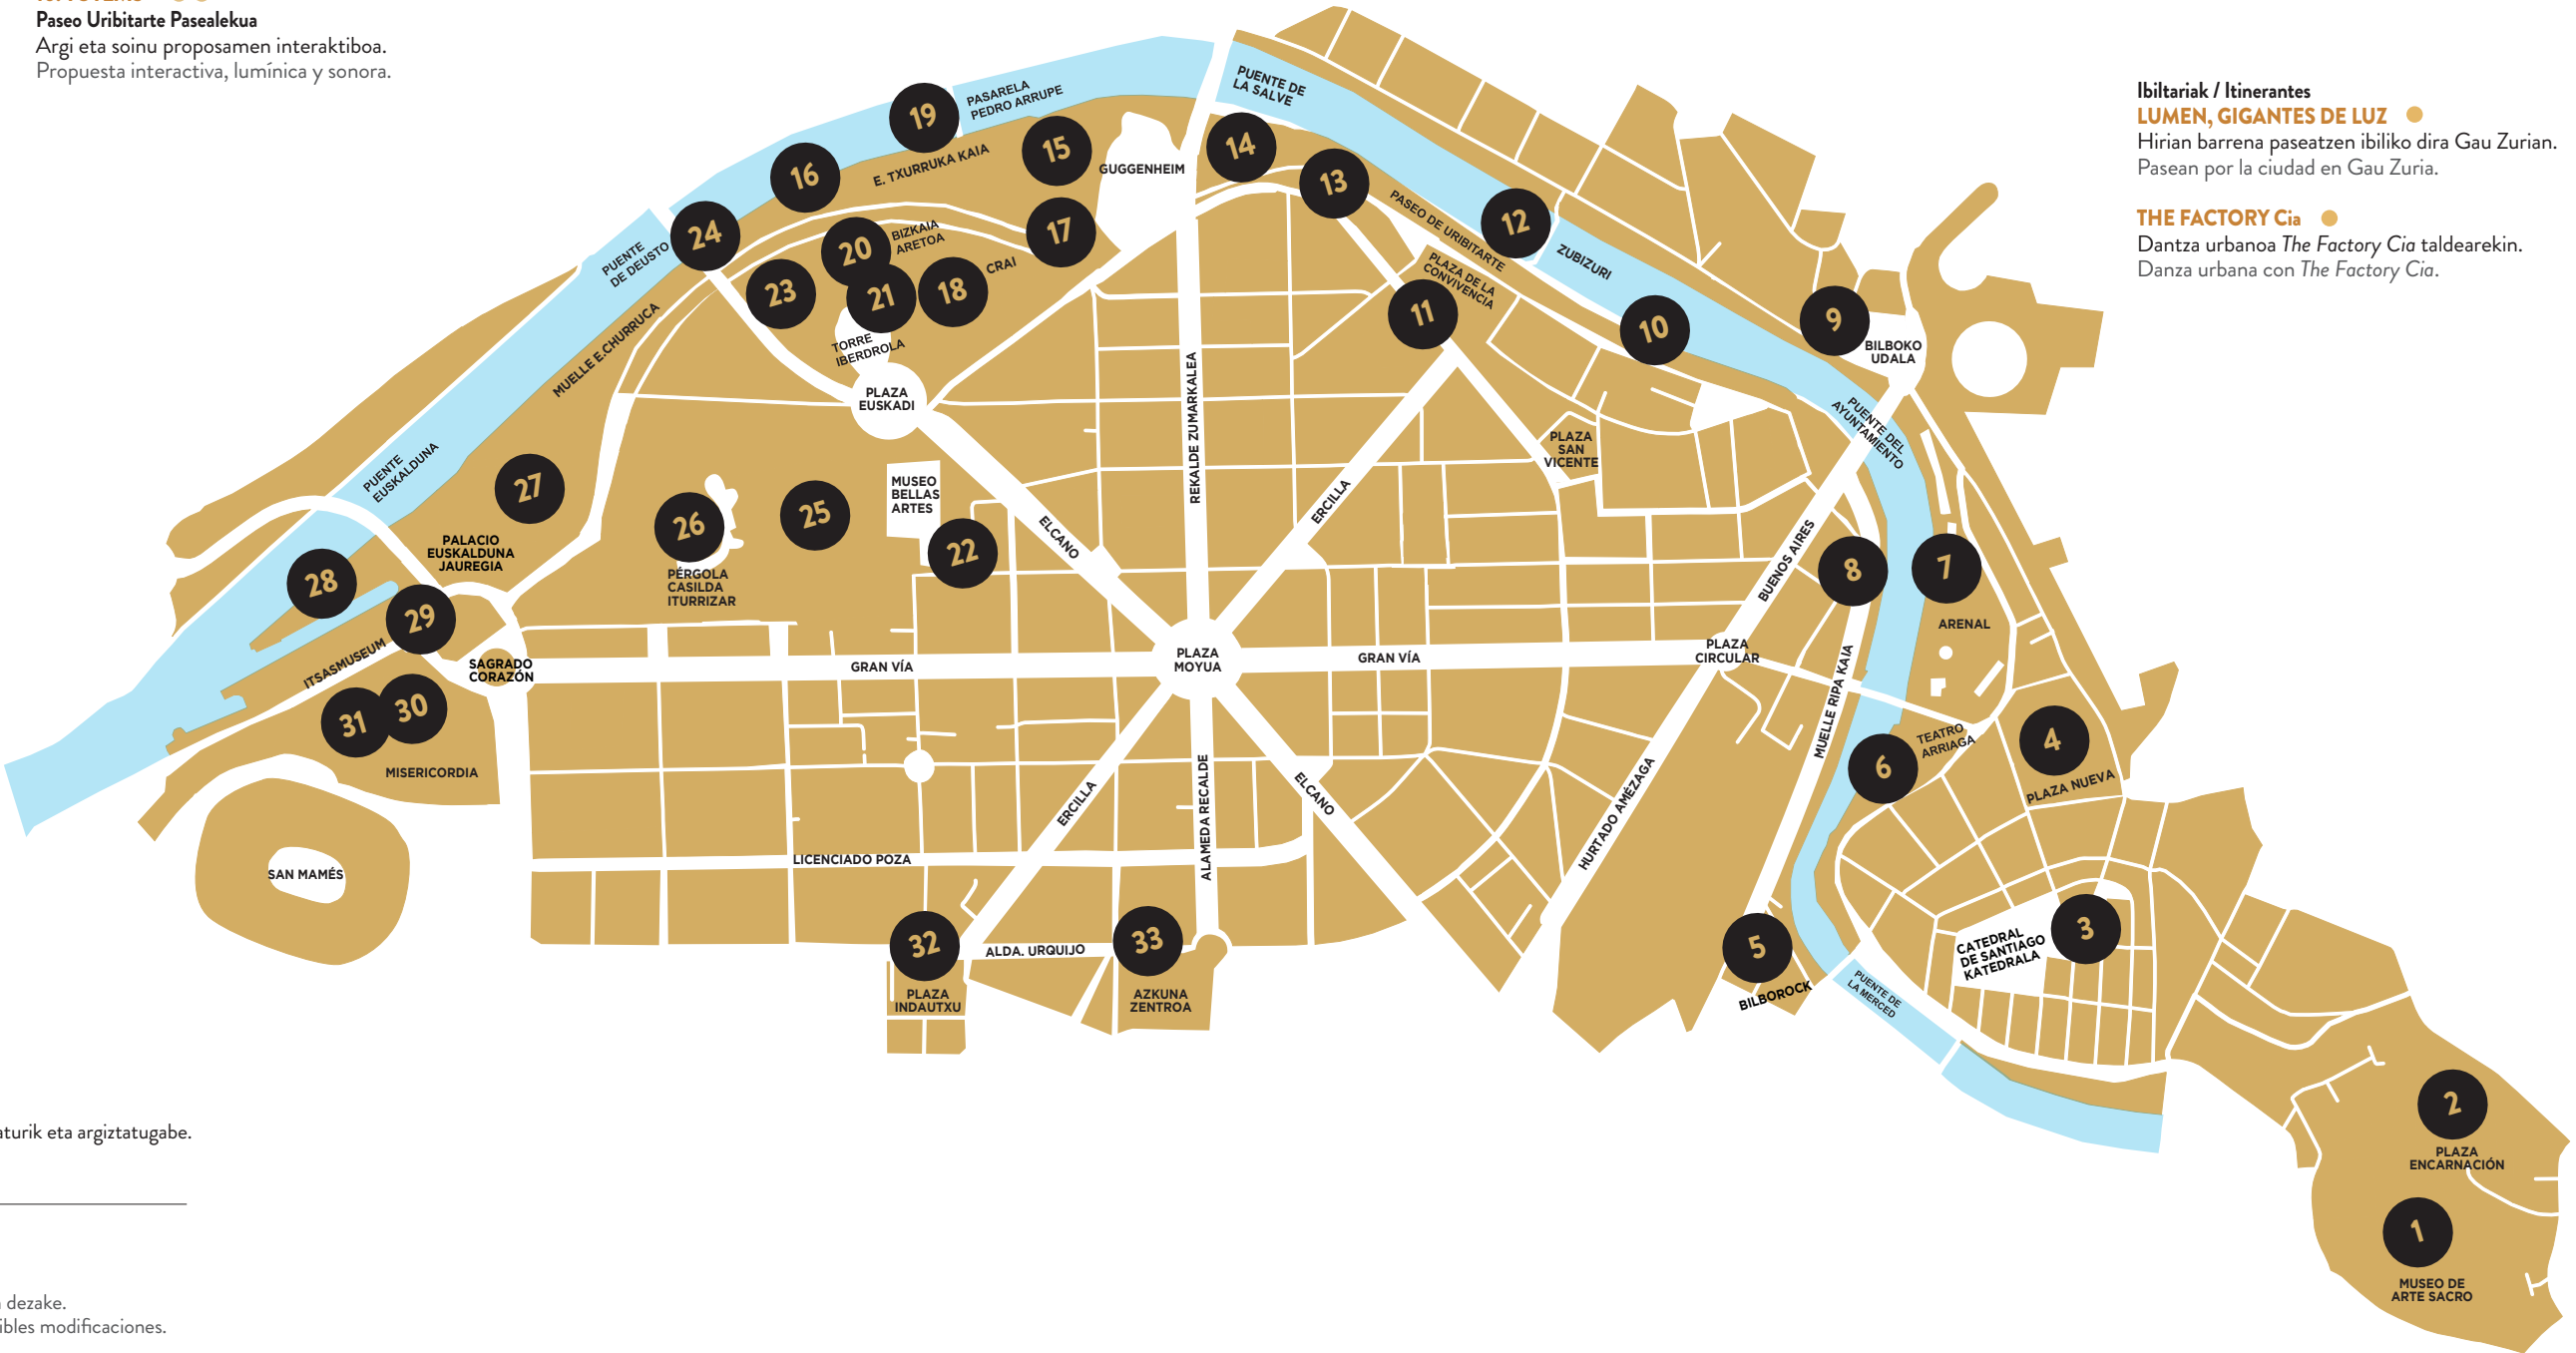 Paseo Uribitarte Pasealekua
Argi eta soinu proposamen interaktiboa.
Propuesta interactiva, lumínica y sonora.
Ibiltariak / Itinerantes
LUMEN, GIGANTES DE LUZ
Hirian barrena paseatzen ibiliko dira Gau Zurian.
Pasean por la ciudad en Gau Zuria.
THE FACTORY Cia
Dantza urbanoa The Factory Cia taldearekin.
Danza urbana con The Factory Cia.
PUENTE DE
LA SALVE
19
PASARELA
PEDRO ARRUPE
15
14
GUGGENHEIM
16
E. TXURRUKA KAIA
13
PASEO DE URIBITARTE
12
ZUBIZURI
24
PUENTE
DE DEUSTO
20
BIZKAIA
ARETOA
17
23
21
18
CRAI
PLAZA DE LA
CONVIVENCIA
11
10
9
BILBOKO
UDALA
TORRE
IBERDROLA
MUELLE E.CHURRUCA
PLAZA
EUSKADI
REKALDE ZUMARKALEA
PUENTE DEL
AYUNTAMIENTO
PLAZA
SAN
VICENTE
PUENTE
EUSKALDUNA
27
MUSEO
BELLAS
ARTES
26
25
22
ELCANO
ERCILLA
BUENOS AIRES
8
7
PALACIO
EUSKALDUNA
JAUREGIA
PÉRGOLA
CASILDA
ITURRIZAR
28
29
ARENAL
ITSASMUSEUM
SAGRADO
CORAZÓN
GRAN VÍA
PLAZA
MOYUA
GRAN VÍA
PLAZA
CIRCULAR
MUELLE RIPA KAIA
31
30
MISERICORDIA
6
TEATRO
ARRIAGA
4
PLAZA NUEVA
ERCILLA
ALAMEDA RECALDE
ELCANO
HURTADO AMÉZAGA
SAN MAMÉS
LICENCIADO POZA
32
ALDA. URQUIJO
33
5
CATEDRAL
DE SANTIAGO
KATEDRALA
3
PLAZA
INDAUTXU
AZKUNA
ZENTROA
BILBOROCK
PUENTE DE
LA MERCED
2
PLAZA
ENCARNACIÓN
1
MUSEO DE
ARTE SACRO
eta argiztatugabe.
dezake.
modificaciones.